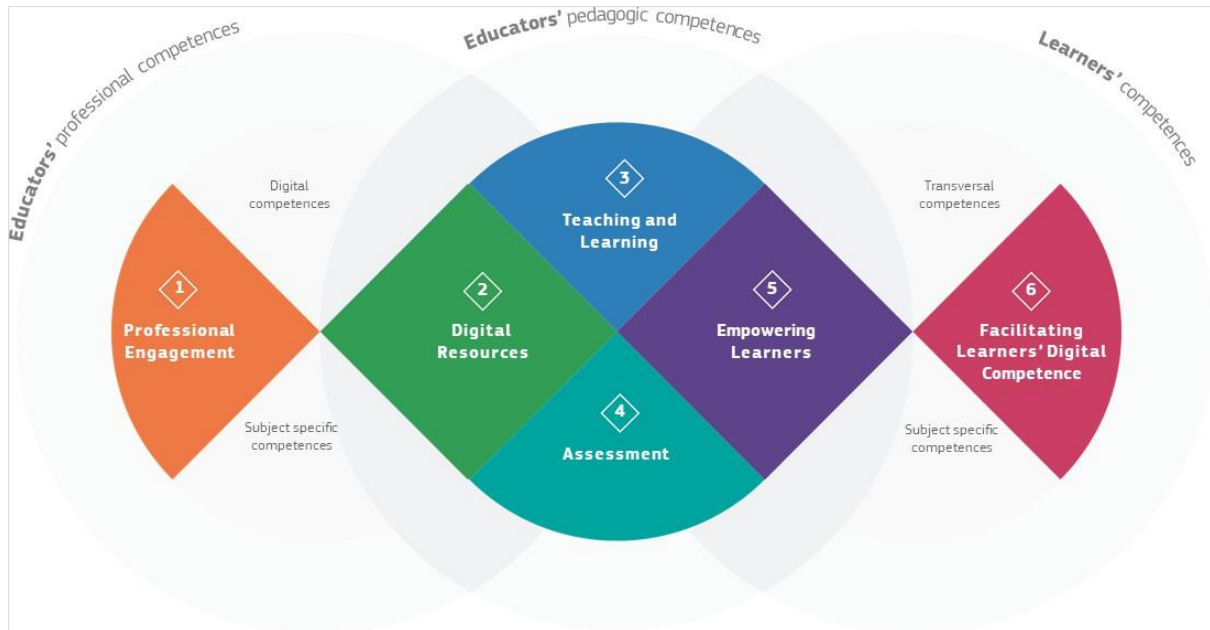 Educators' professional competences
Educators' pedagogic competences
Learners' competences
Digital
competences
Subject specific
competences
1
Professional
Engagement
2
Digital
Resources
3
Teaching and
Learning
4
Assessment
5
Empowering
Learners
Transversal
competences
Subject specific
competences
6
Facilitating
Learners' Digital
Competence